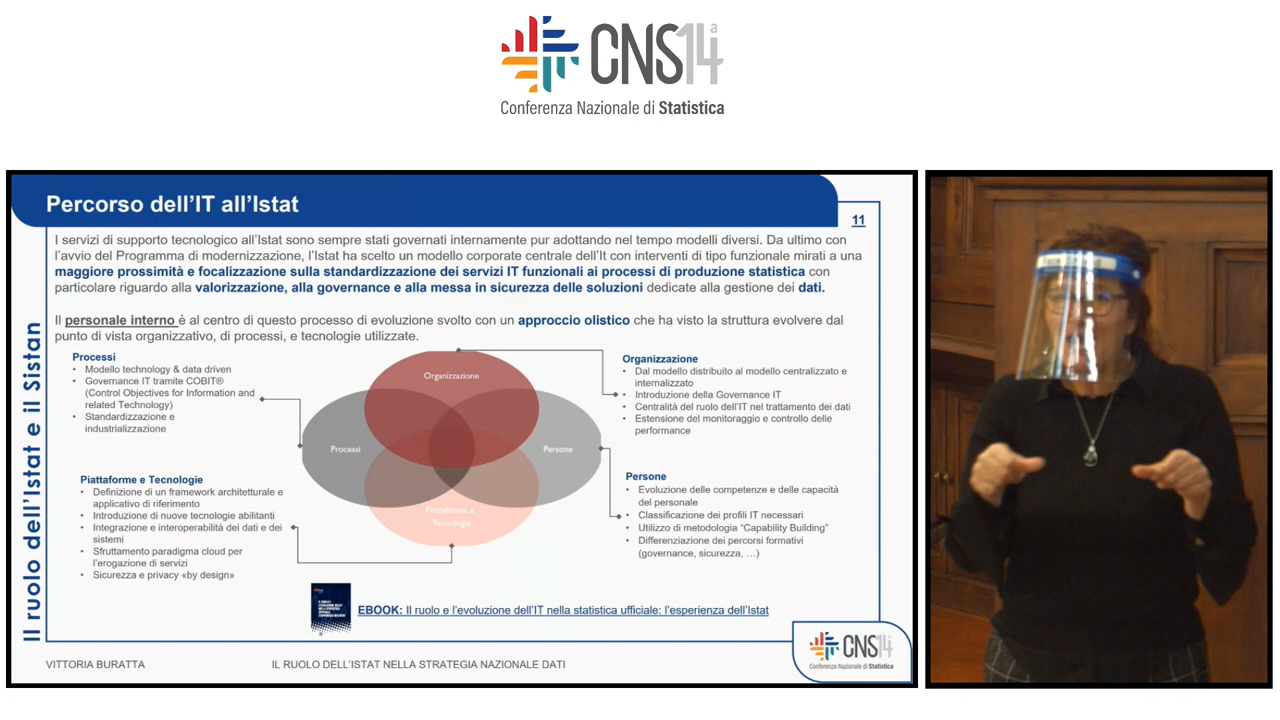 CNS14ª
Conferenza Nazionale di Statistica
Percorso dell'IT all'Istat
11
I servizi di supporto tecnologico all'Istat sono sempre stati governati internamente pur adottando nel tempo modelli diversi. Da ultimo con
l'avvio del Programma di modernizzazione, l'Istat ha scelto un modello corporate centrale dell'It con interventi di tipo funzionale mirati a una
maggiore prossimità e focalizzazione sulla standardizzazione dei servizi IT funzionali ai processi di produzione statistica con
particolare riguardo alla valorizzazione, alla governance e alla messa in sicurezza delle soluzioni dedicate alla gestione dei dati.
Il personale interno è al centro di questo processo di evoluzione svolto con un approccio olistico che ha visto la struttura evolvere dal
punto di vista organizzativo, di processi, e tecnologie utilizzate.
Il ruolo dell'Istat e il Sistan
Processi
• Modello technology & data driven
• Governance IT tramite COBIT®
(Control Objectives for Information and
related Technology)
• Standardizzazione e
industrializzazione
Piattaforme e Tecnologie
• Definizione di un framework architetturale e
applicativo di riferimento
• Introduzione di nuove tecnologie abilitanti
• Integrazione e interoperabilità dei dati e dei
sistemi
• Sfruttamento paradigma cloud per
l'erogazione di servizi
• Sicurezza e privacy «by design»
Organizzazione
Processi
Persone
Piattaforme e
Tecnologie
Organizzazione
• Dal modello distribuito al modello centralizzato e
internalizzato
• Introduzione della Governance IT
• Centralità del ruolo dell'IT nel trattamento dei dati
• Estensione del monitoraggio e controllo delle
performance
Persone
• Evoluzione delle competenze e delle capacità
del personale
• Classificazione dei profili IT necessari
• Utilizzo di metodologia "Capability Building"
• Differenziazione dei percorsi formativi
(governance, sicurezza, ...)
EBOOK: Il ruolo e l'evoluzione dell'IT nella statistica ufficiale: l'esperienza dell'Istat
VITTORIA BURATTA
IL RUOLO DELL'ISTAT NELLA STRATEGIA NAZIONALE DATI
CNS14
Conferenza Nazionale di Statistica